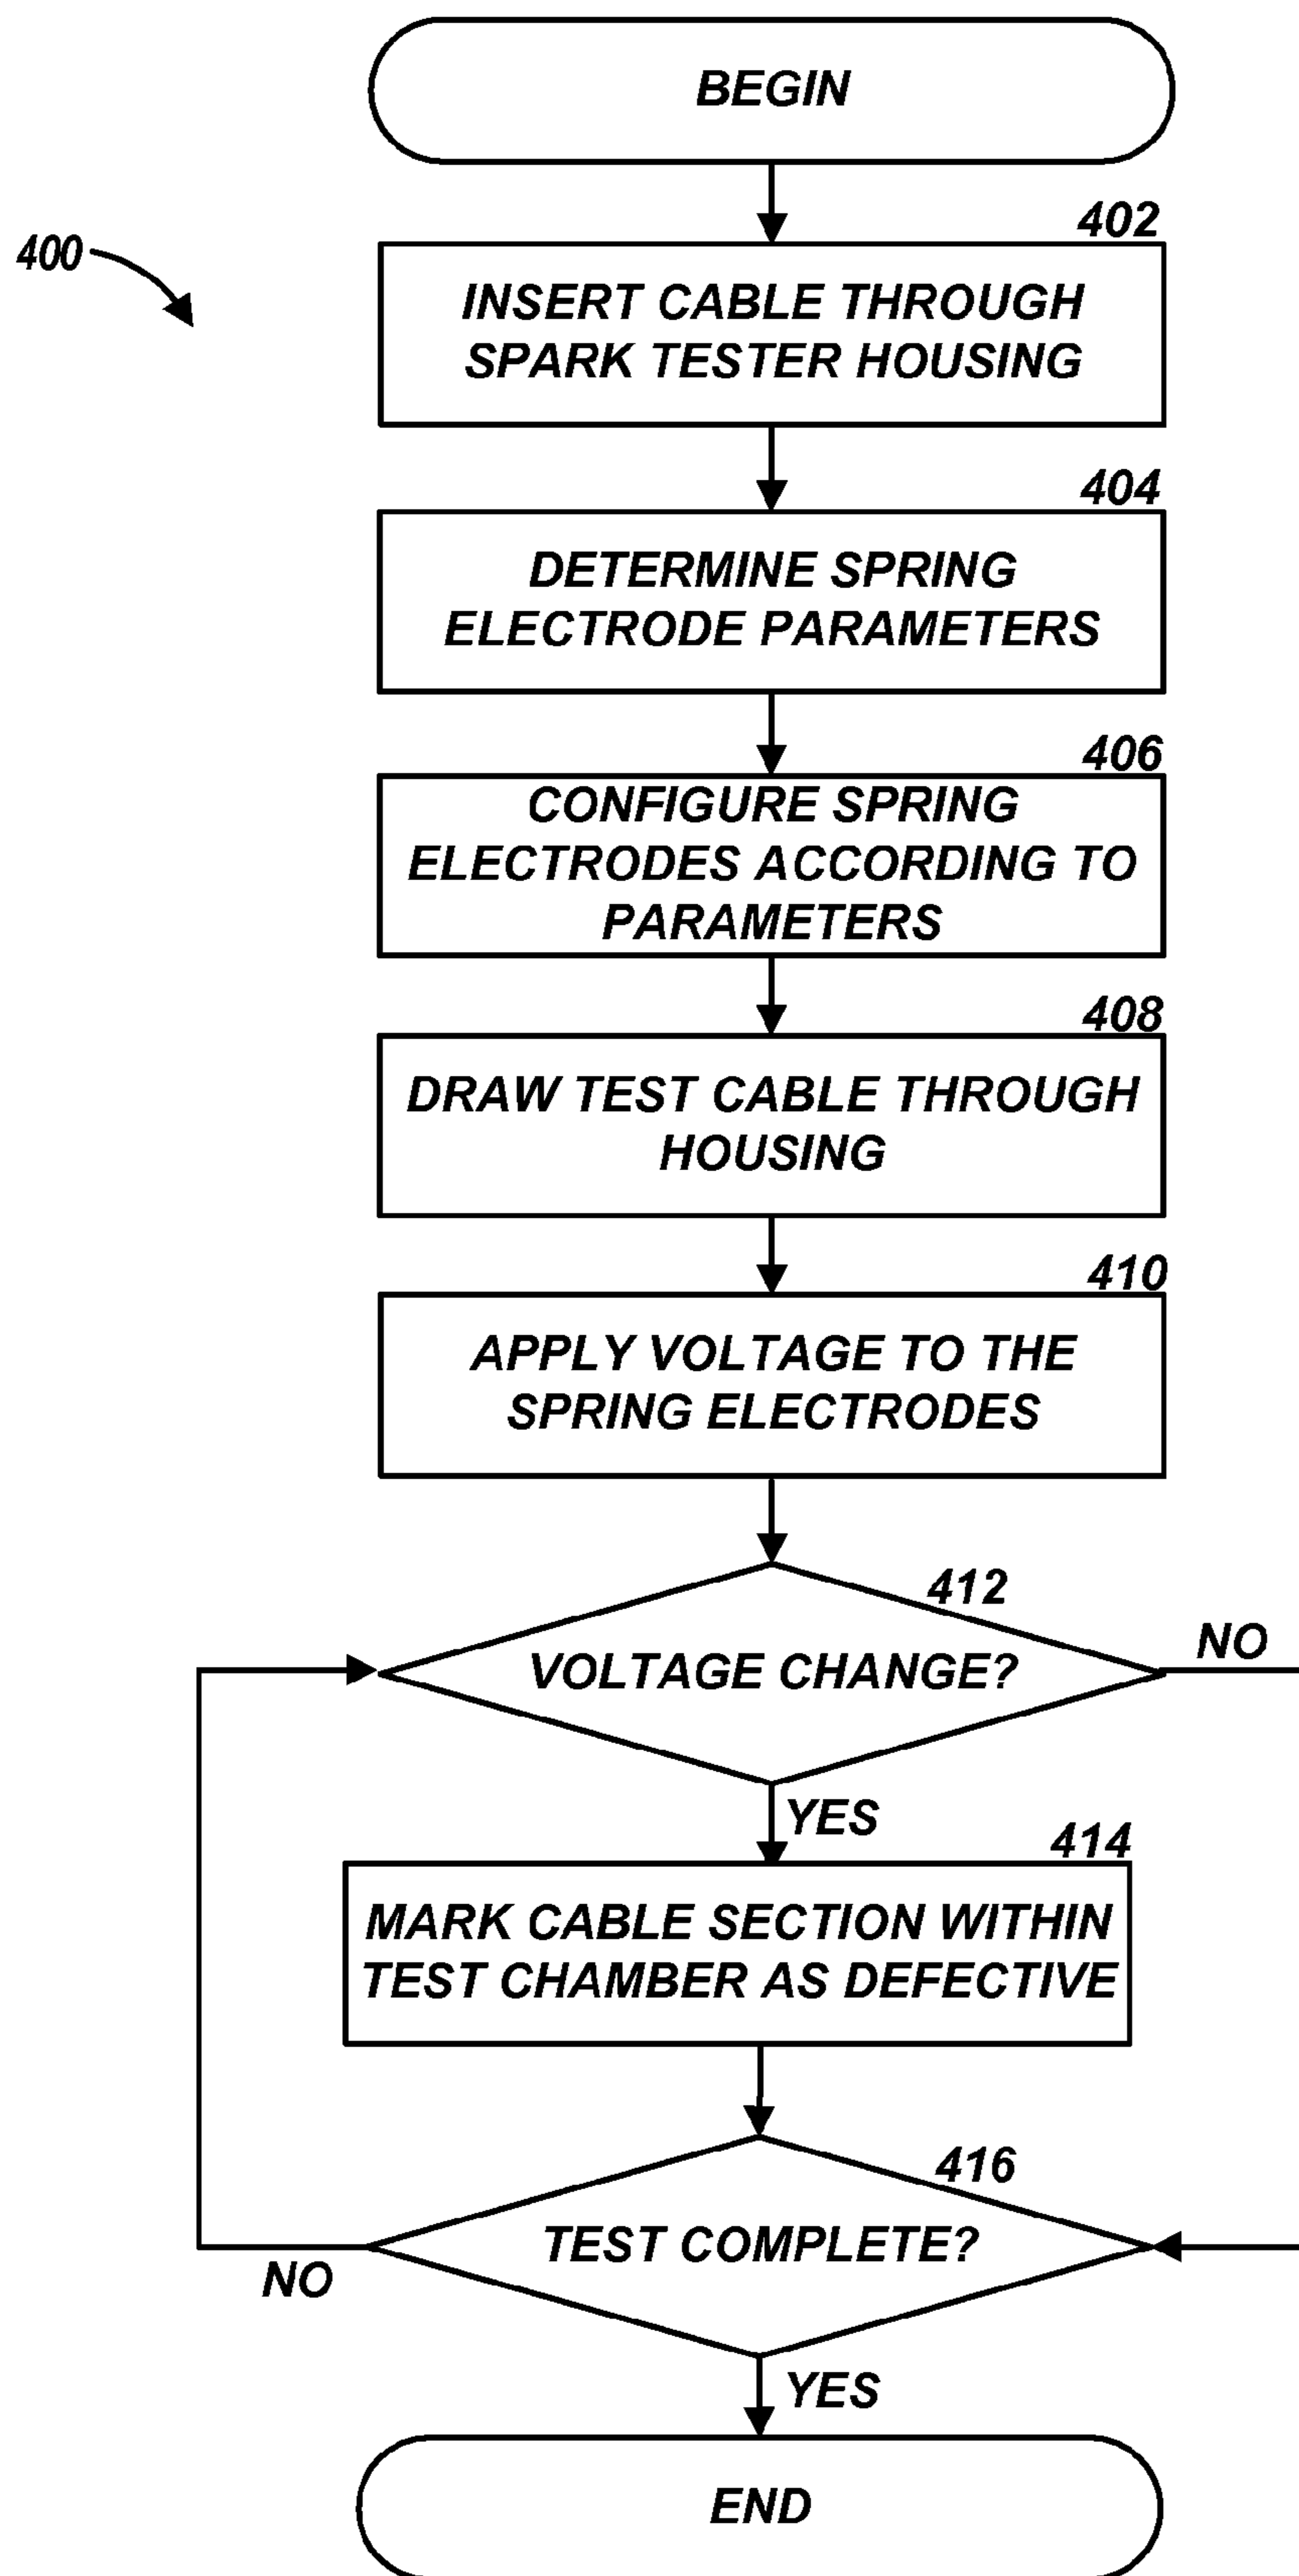 BEGIN
400
402
INSERT CABLE THROUGH
SPARK TESTER HOUSING
404
DETERMINE SPRING
ELECTRODE PARAMETERS
406
CONFIGURE SPRING
ELECTRODES ACCORDING TO
PARAMETERS
408
DRAW TEST CABLE THROUGH
HOUSING
410
APPLY VOLTAGE TO THE
SPRING ELECTRODES
412
VOLTAGE CHANGE?
NO
YES
414
MARK CABLE SECTION WITHIN
TEST CHAMBER AS DEFECTIVE
416
TEST COMPLETE?
NO
YES
END